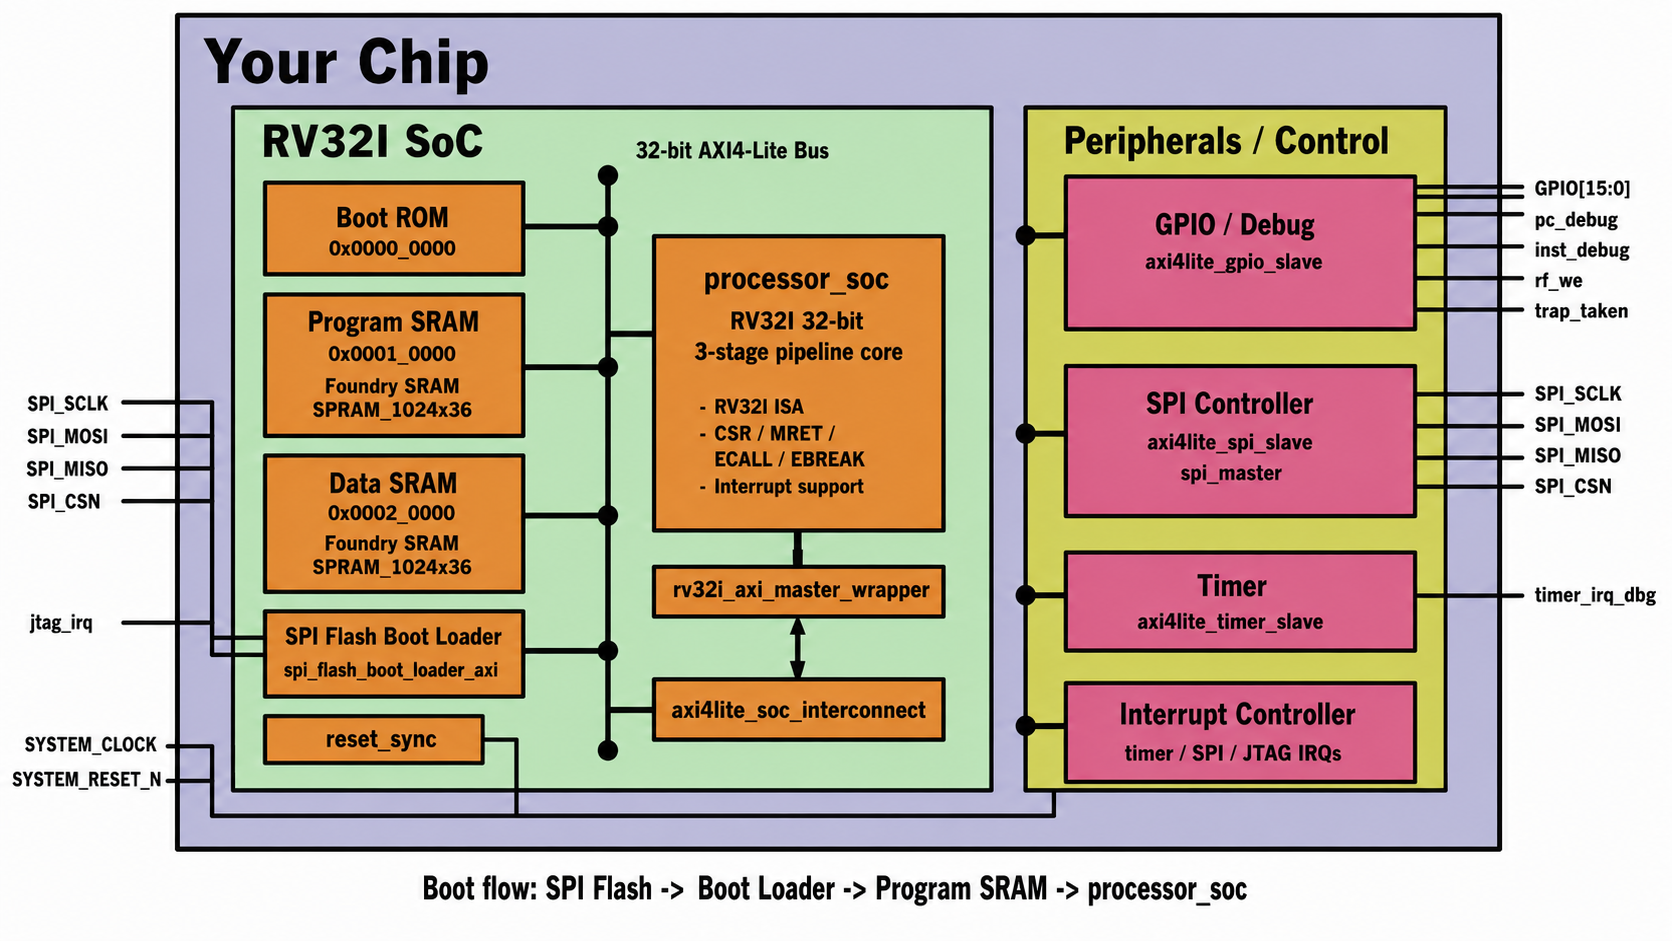 Your Chip
RV32I SoC
32-bit AXI4-Lite Bus
Boot ROM
0x0000_0000
Program SRAM
0x0001_0000
Foundry SRAM
SPRAM_1024x36
Data SRAM
0x0002_0000
Foundry SRAM
SPRAM_1024x36
SPI Flash Boot Loader
spi_flash_boot_loader_axi
reset_sync
processor_soc
RV32I 32-bit
3-stage pipeline core
- RV32I ISA
- CSR / MRET /
ECALL / EBREAK
- Interrupt support
rv32i_axi_master_wrapper
axi4lite_soc_interconnect
Peripherals / Control
GPIO / Debug
axi4lite_gpio_slave
SPI Controller
axi4lite_spi_slave
spi_master
Timer
axi4lite_timer_slave
Interrupt Controller
timer / SPI / JTAG IRQs
SPI_SCLK
SPI_MOSI
SPI_MISO
SPI_CSN
jtag_irq
SYSTEM_CLOCK
SYSTEM_RESET_N
GPIO[15:0]
pc_debug
inst_debug
rf_we
trap_taken
SPI_SCLK
SPI_MOSI
SPI_MISO
SPI_CSN
timer_irq_dbg
Boot flow: SPI Flash -> Boot Loader -> Program SRAM -> processor_soc